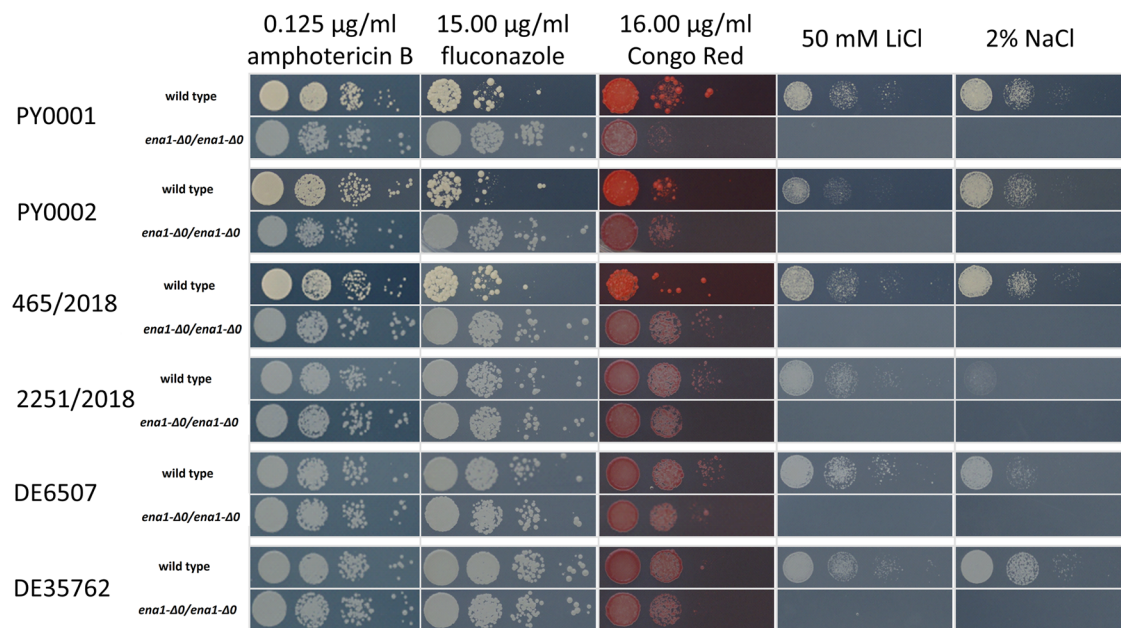 0.125 µg/ml
amphotericin B
15.00 µg/ml
fluconazole
16.00 µg/ml
Congo Red
50 mM LiCl
2% NaCl
PY0001
wild type
ena1-Δ0/ena1-Δ0
PY0002
wild type
ena1-Δ0/ena1-Δ0
465/2018
wild type
ena1-Δ0/ena1-Δ0
2251/2018
wild type
ena1-Δ0/ena1-Δ0
DE6507
wild type
ena1-Δ0/ena1-Δ0
DE35762
wild type
ena1-Δ0/ena1-Δ0